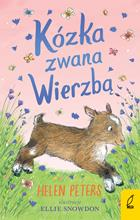 Kózka
zwana
Wierzbą
HELEN PETERS
ilustracje
ELLIE SNOWDON